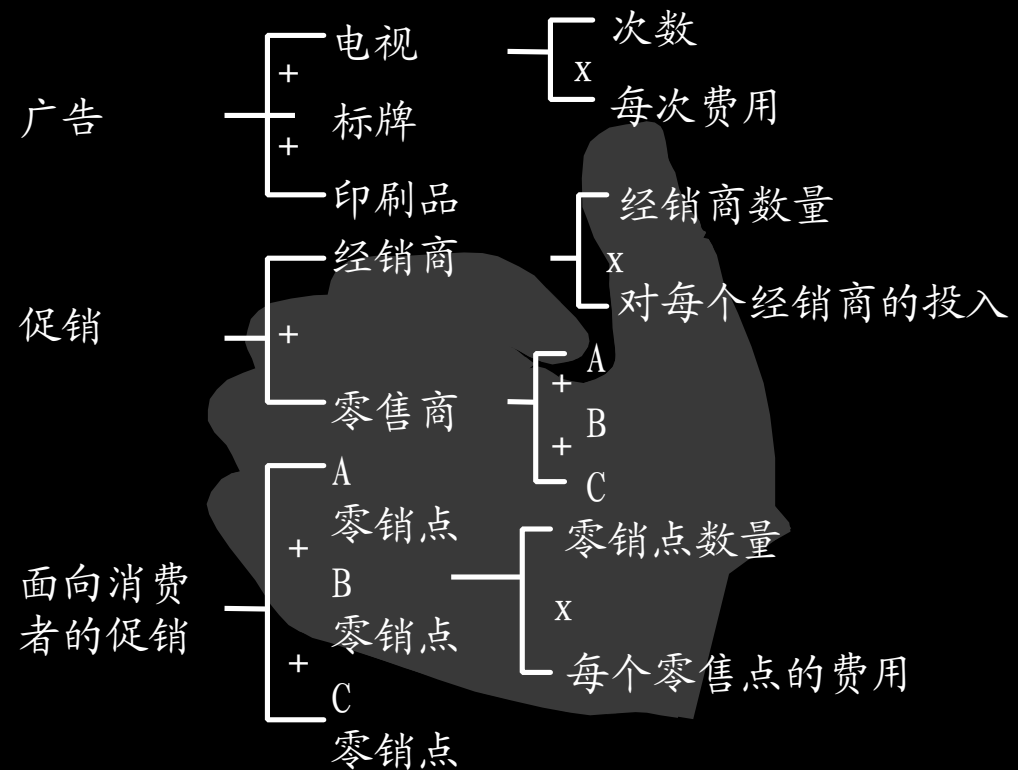 广告
电视
+
标牌
+
印刷品
次数
x
每次费用
促销
经销商
+
零售商
经销商数量
x
对每个经销商的投入
A
+
B
+
C
面向消费
者的促销
A
零销点
+
B
零销点
+
C
零销点
零销点数量
x
每个零售点的费用